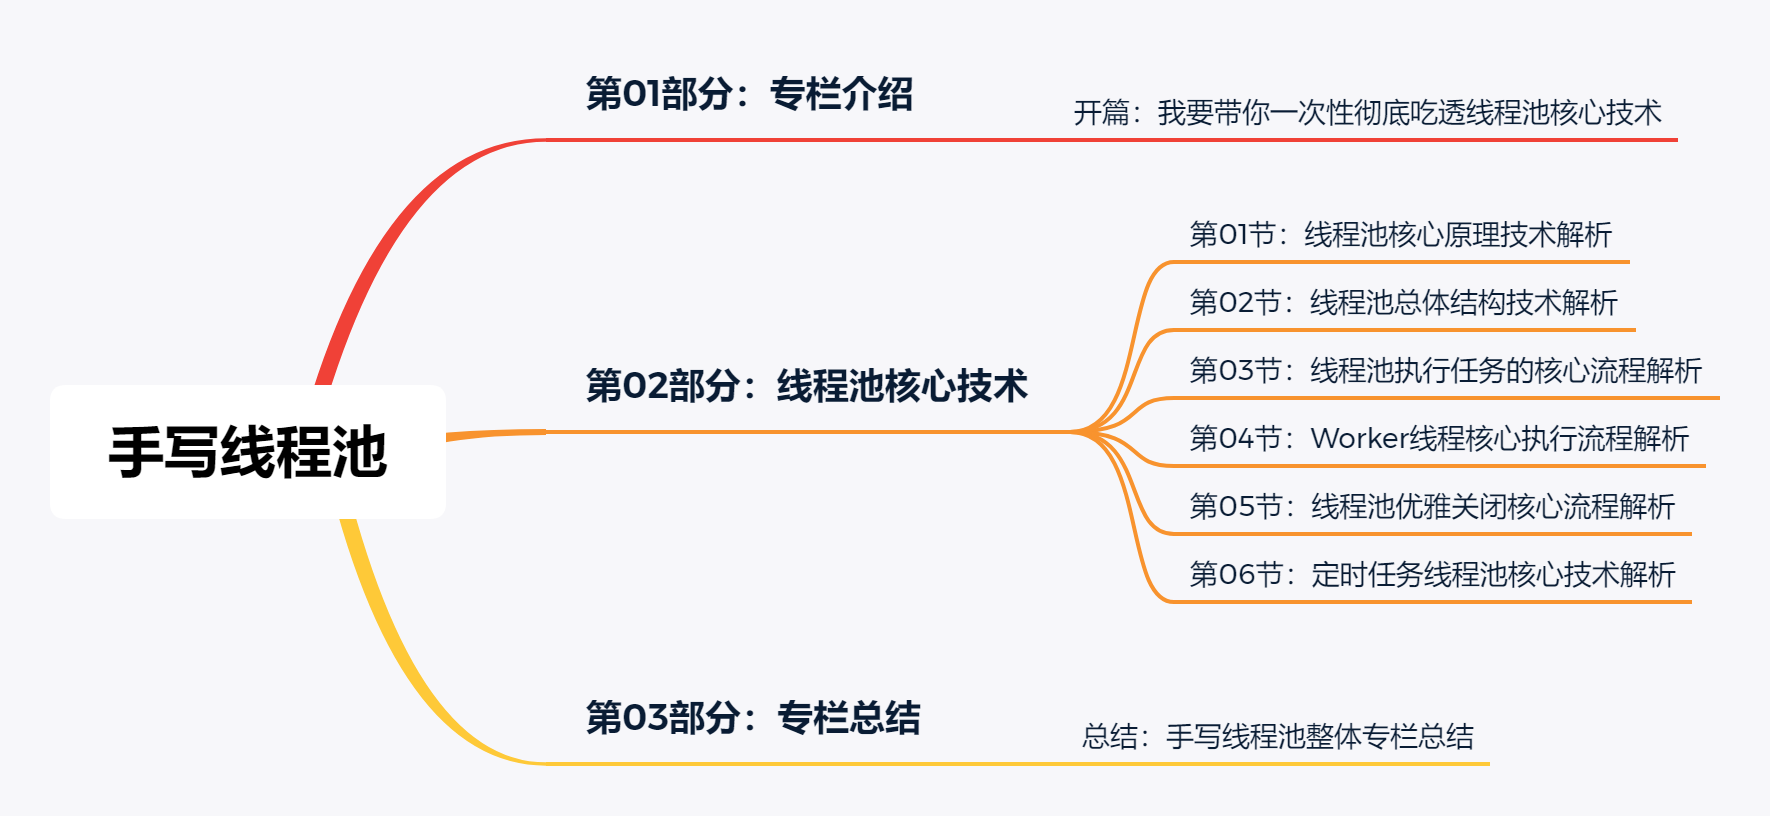 手写线程池
第01部分：专栏介绍
开篇：我要带你一次性彻底吃透线程池核心技术
第02部分：线程池核心技术
第01节：线程池核心原理技术解析
第02节：线程池总体结构技术解析
第03节：线程池执行任务的核心流程解析
第04节：Worker线程核心执行流程解析
第05节：线程池优雅关闭核心流程解析
第06节：定时任务线程池核心技术解析
第03部分：专栏总结
总结：手写线程池整体专栏总结